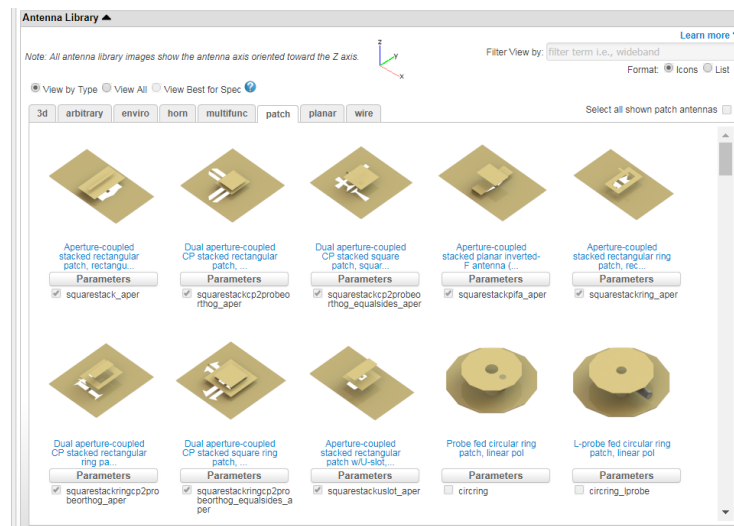 Antenna Library
Learn more
Note: All antenna library images show the antenna axis oriented toward the Z axis.
z
y
x
Filter View by: filter term i.e., wideband
Format: Icons List
View by Type View All View Best for Spec ?
3d arbitrary enviro horn multifunc patch planar wire
Select all shown patch antennas
Aperture-coupled
stacked rectangular
patch, rectangu...
Parameters
squarestack_aper
Dual aperture-coupled
CP stacked rectangular
patch, ...
Parameters
squarestackcp2probeo
rthog_aper
Dual aperture-coupled
CP stacked square
patch, squar...
Parameters
squarestackcp2probeo
rthog_equalsides_aper
Aperture-coupled
stacked planar inverted-
F antenna (...
Parameters
squarestackpifa_aper
Aperture-coupled
stacked rectangular ring
patch, rec...
Parameters
squarestackring_aper
Dual aperture-coupled
CP stacked rectangular
ring pa...
Parameters
squarestackringcp2pro
beorthog_aper
Dual aperture-coupled
CP stacked square ring
patch, ...
Parameters
squarestackringcp2pro
beorthog_equalsides_a
per
Aperture-coupled
stacked rectangular
patch w/U-slot,...
Parameters
squarestackuslot_aper
Probe fed circular ring
patch, linear pol
Parameters
circring
L-probe fed circular ring
patch, linear pol
Parameters
circring_lprobe